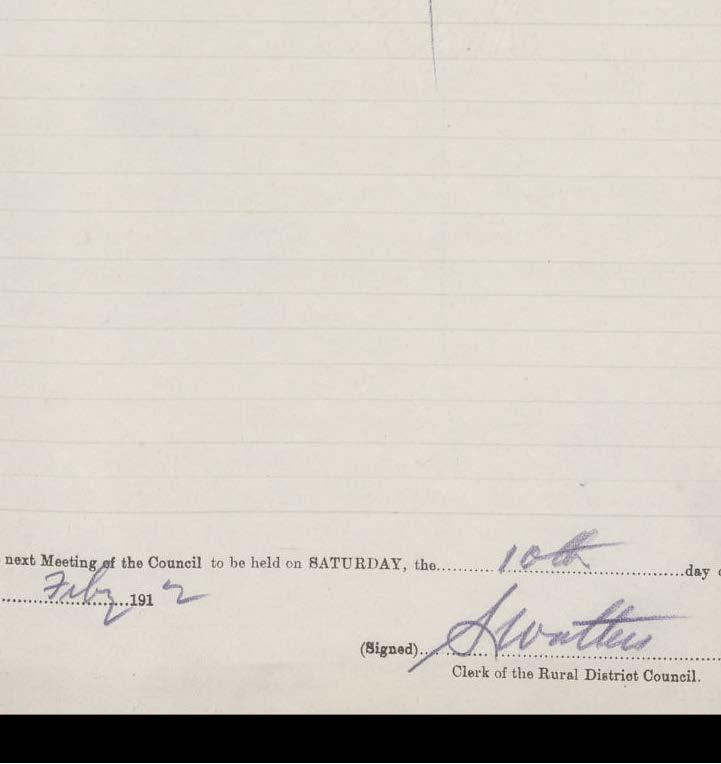 next Meeting of the Council to be held on SATURDAY, the 10th day
Feby 1912
(Signed) S Watters
Clerk of the Rural District Council.